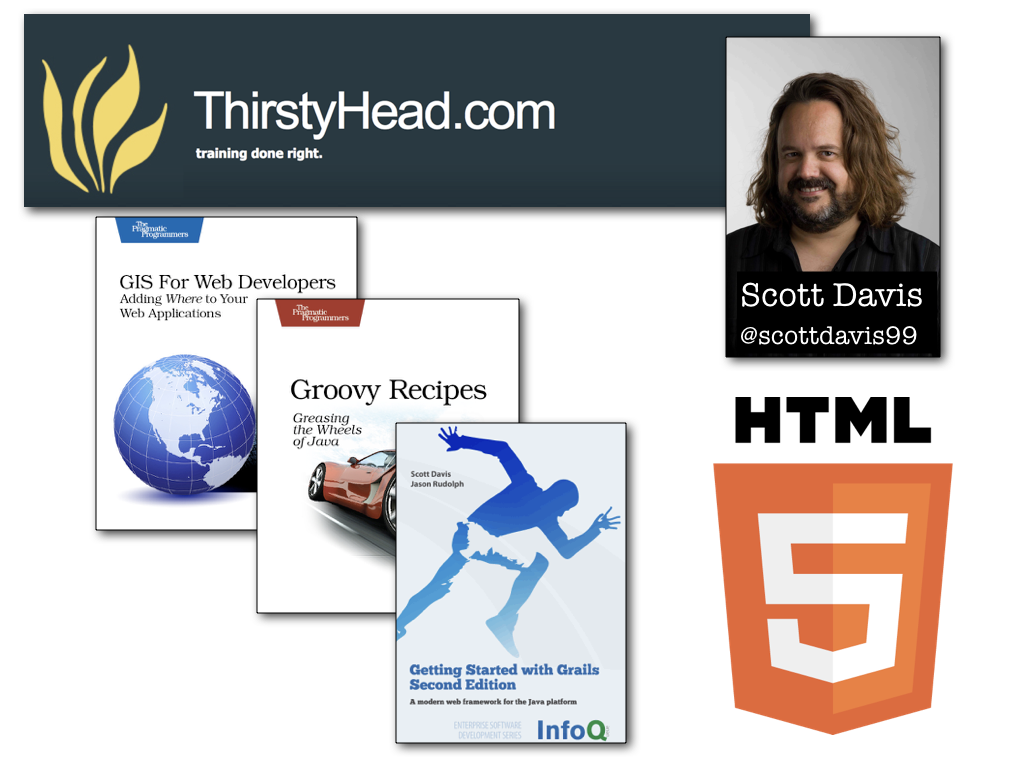 ThirstyHead.com
training done right.
Scott Davis
@scottdavis99
The
Pragmatic
Programmers
GIS For Web Developers
Adding Where to Your
Web Applications
The
Pragmatic
Programmers
Groovy Recipes
Greasing
the Wheels
of Java
Scott Davis
Jason Rudolph
Getting Started with Grails
Second Edition
A modern web framework for the Java platform
ENTERPRISE SOFTWARE
DEVELOPMENT SERIES
InfoQ
HTML
5